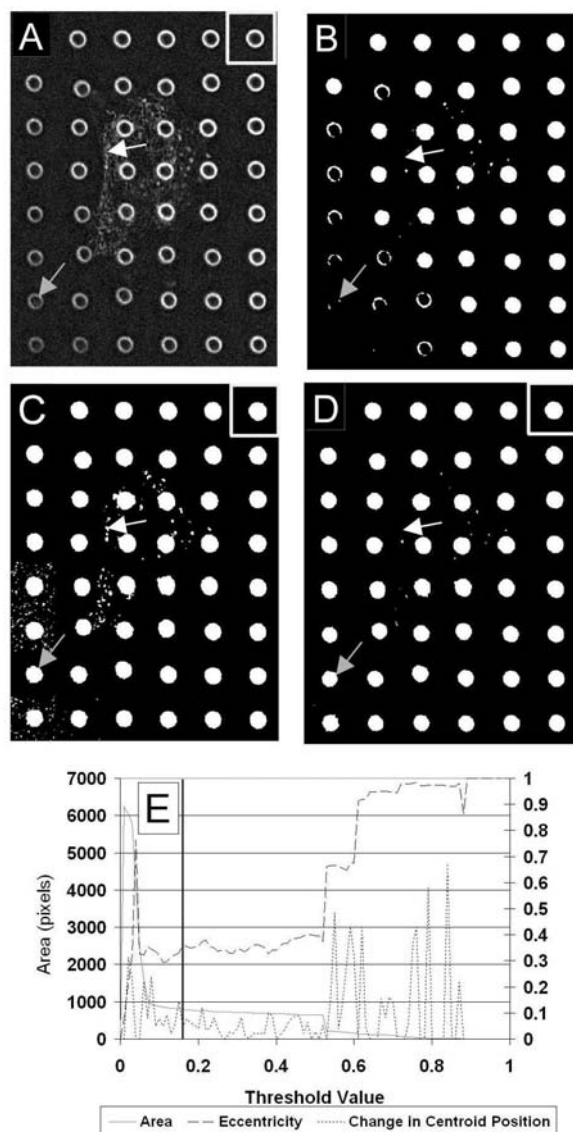 A
B
C
D
E
7000
6000
5000
4000
3000
2000
1000
0
Area (pixels)
1
0.9
0.8
0.7
0.6
0.5
0.4
0.3
0.2
0.1
0
0 0.2 0.4 0.6 0.8 1
Threshold Value
Area Eccentricity Change in Centroid Position